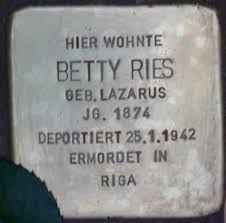 HIER WOHNTE
BETTY RIES
GEB. LAZARUS
JG. 1874
DEPORTIERT 25.1.1942
ERMORDET IN
RIGA